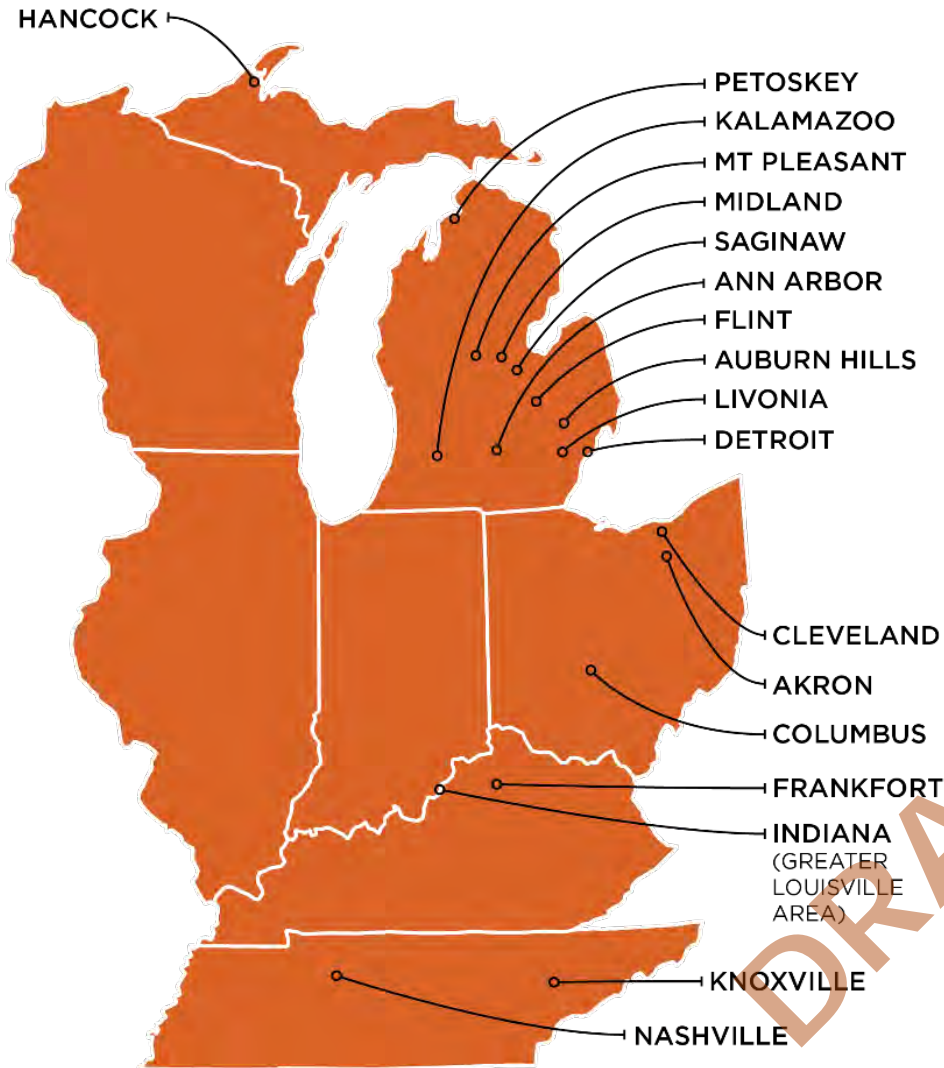 HANCOCK
PETOSKEY
KALAMAZOO
MT PLEASANT
MIDLAND
SAGINAW
ANN ARBOR
FLINT
AUBURN HILLS
LIVONIA
DETROIT
CLEVELAND
AKRON
COLUMBUS
FRANKFORT
INDIANA
(GREATER
LOUISVILLE
AREA)
KNOXVILLE
NASHVILLE
DRA